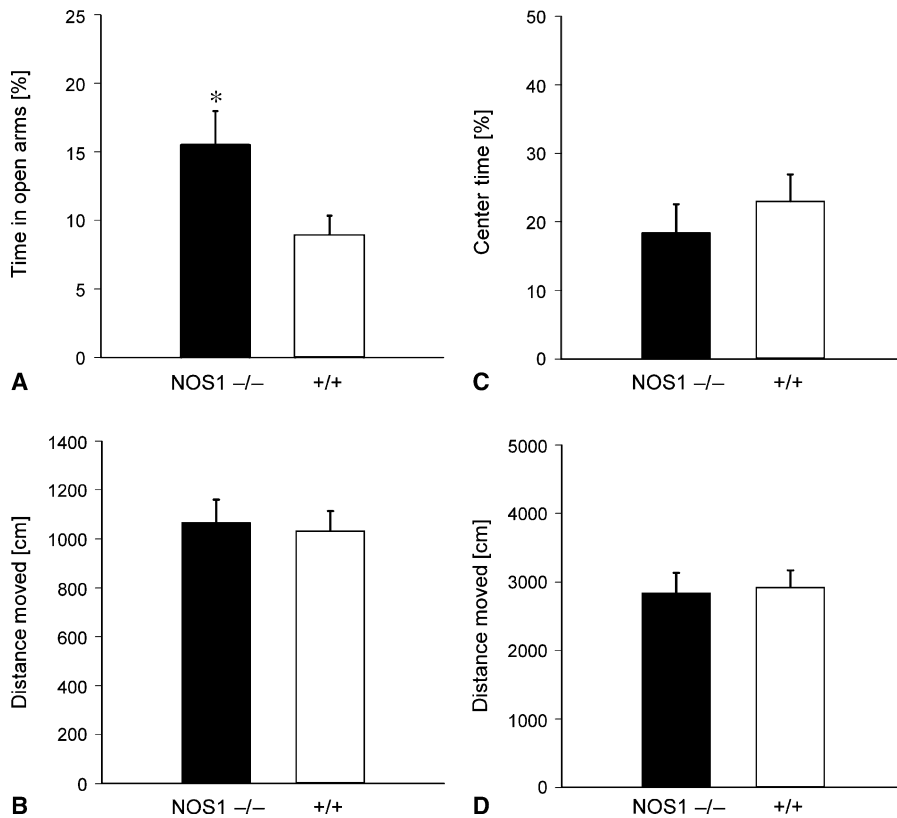 Time in open arms [%]
25
20
15
10
5
0
*
NOS1 –/–
+/+
A
Center time [%]
50
40
30
20
10
0
NOS1 –/–
+/+
C
Distance moved [cm]
1400
1200
1000
800
600
400
200
0
NOS1 –/–
+/+
B
Distance moved [cm]
5000
4000
3000
2000
1000
0
NOS1 –/–
+/+
D